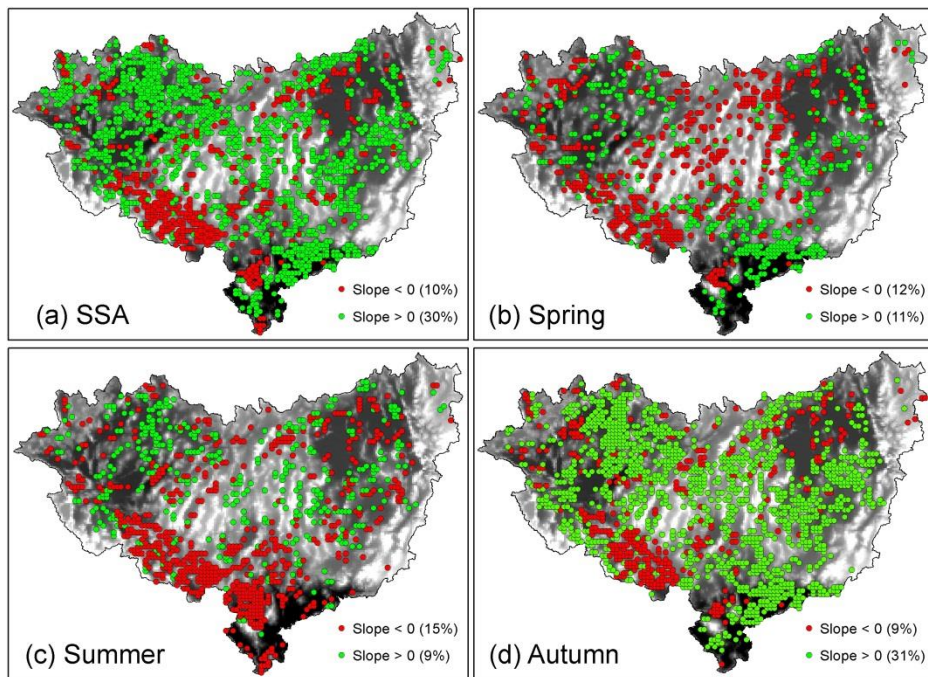 Slope < 0 (10%)
(a) SSA
Slope > 0 (30%)
Slope < 0 (12%)
(b) Spring
Slope > 0 (11%)
Slope < 0 (15%)
(c) Summer
Slope > 0 (9%)
Slope < 0 (9%)
(d) Autumn
Slope > 0 (31%)